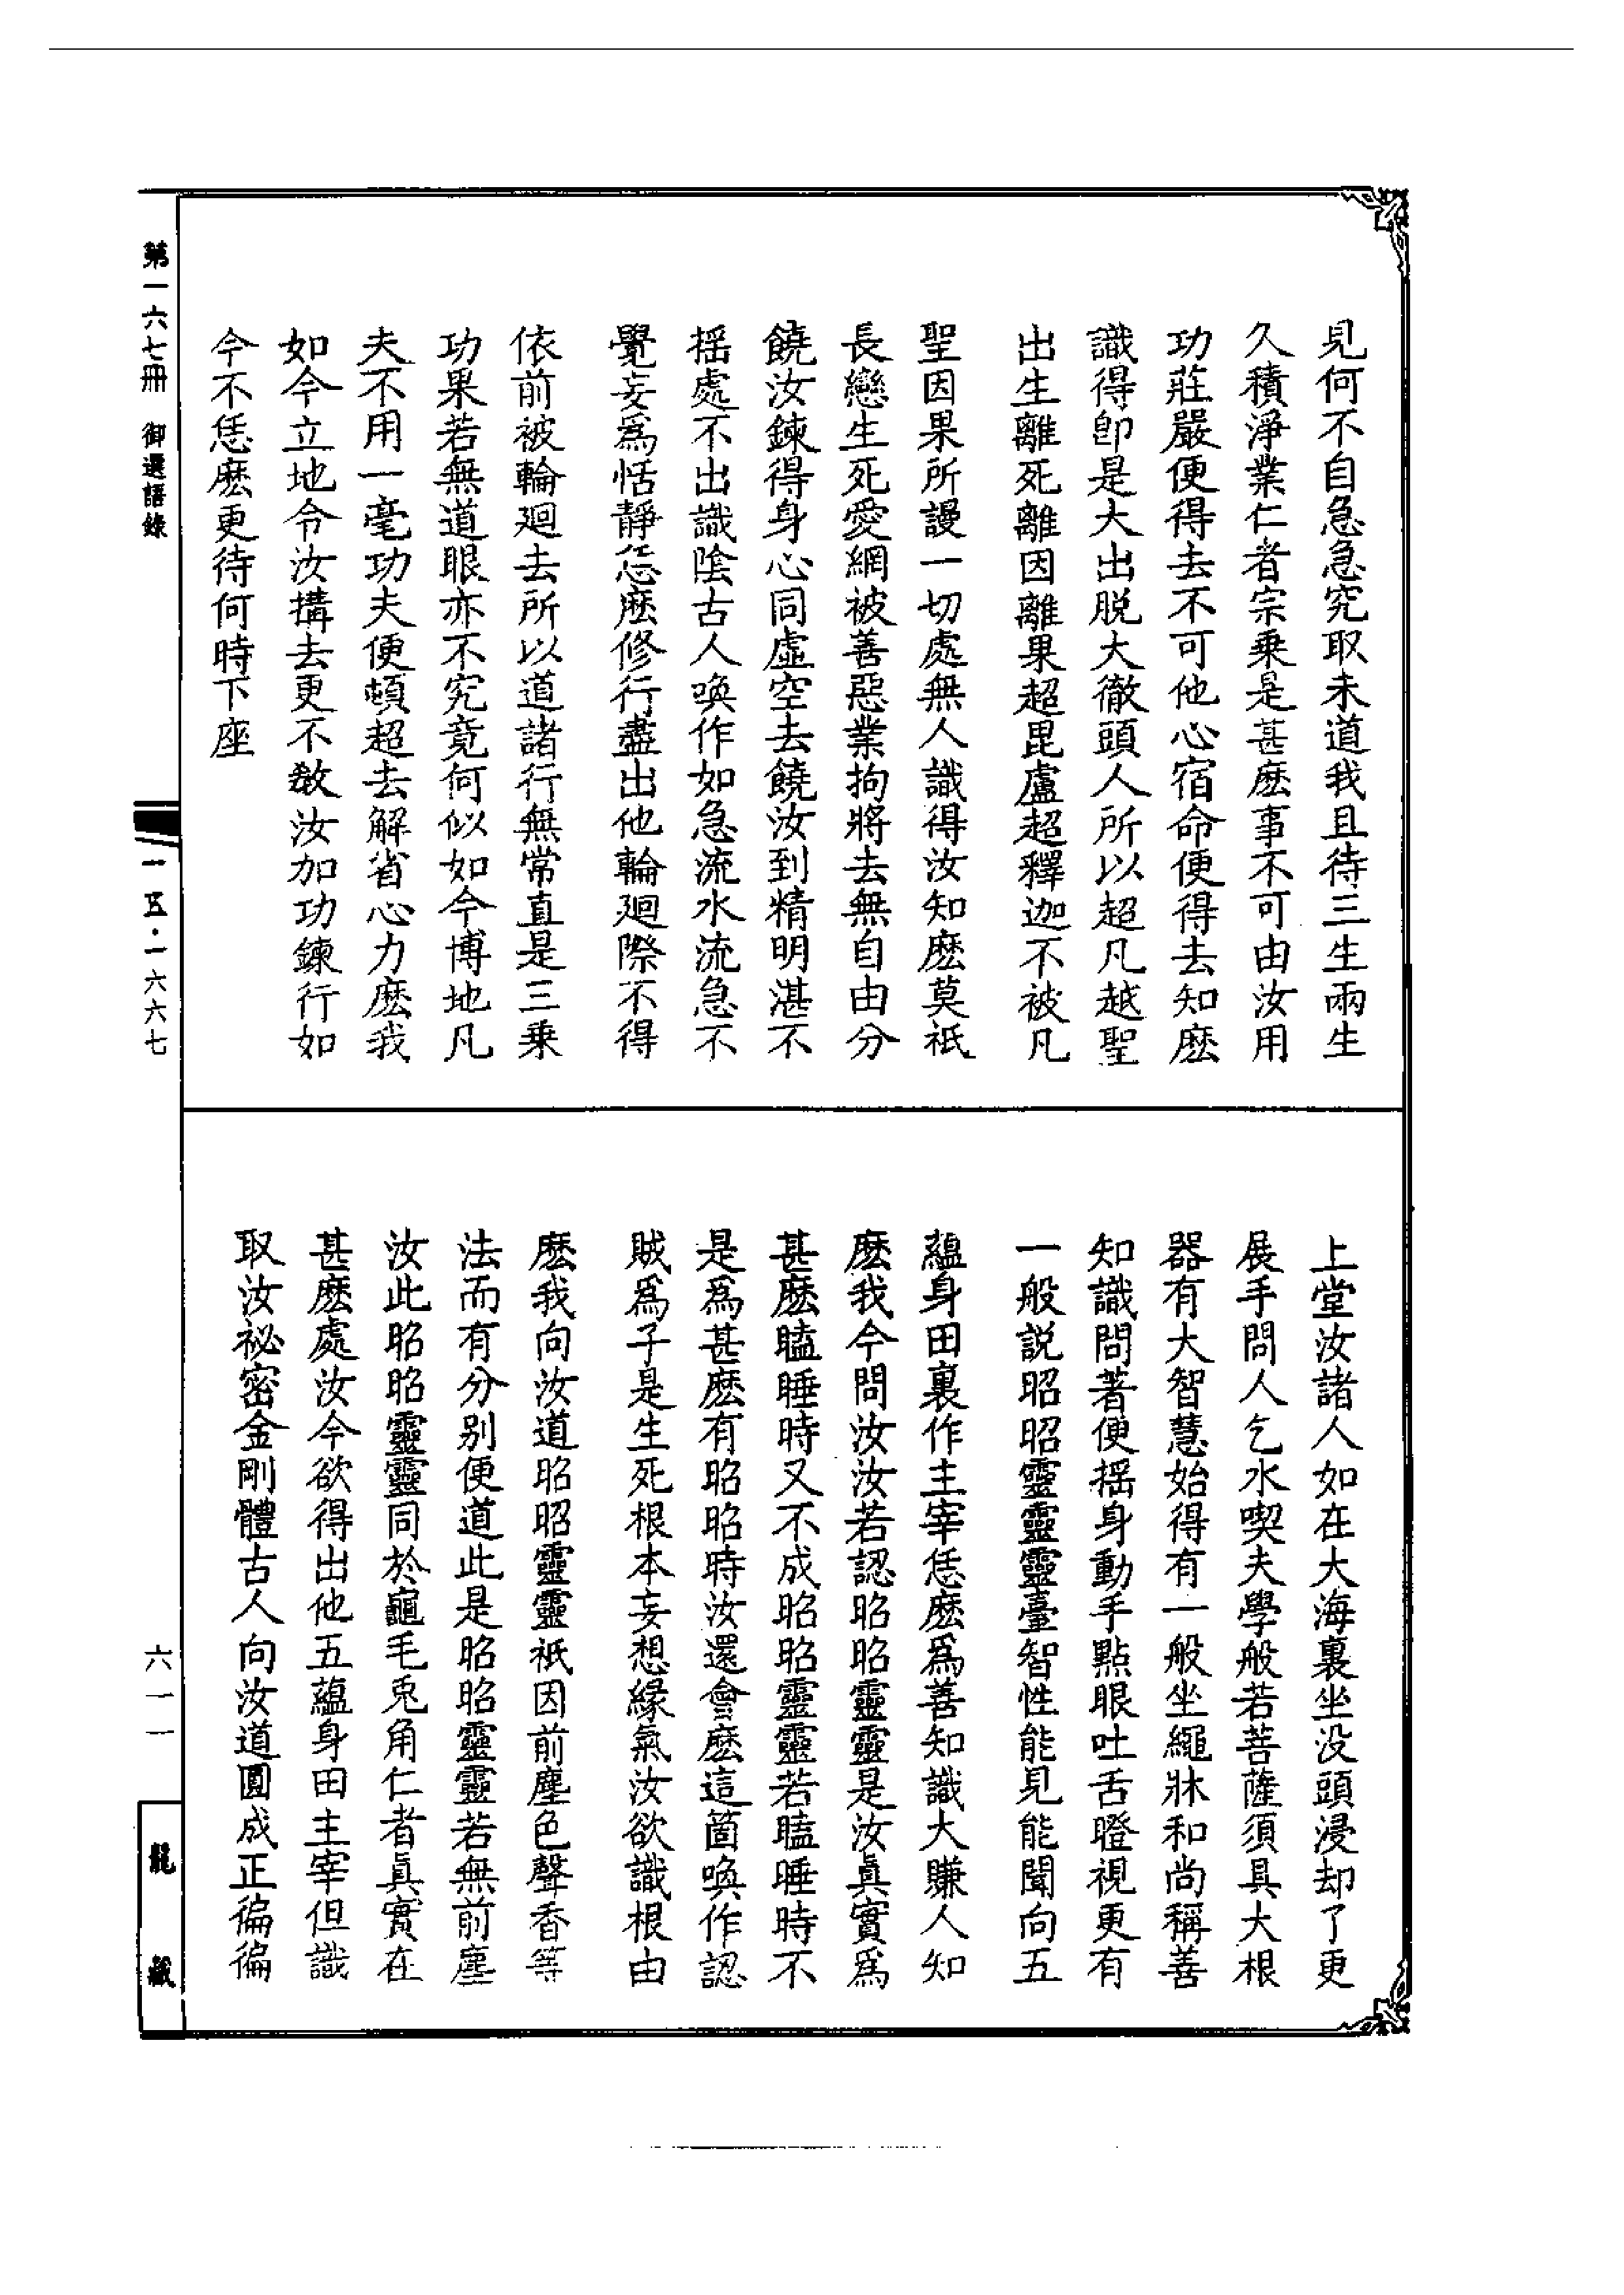 見何不自急急究取未道我且待三生兩生
久積淨業仁者宗乘是甚麽事不可由汝用
功莊嚴便得去不可他心宿命便得去知麽
識得即是大出脫大徹頭人所以超凡越聖
出生離死離因離果超毘盧超釋迦不被凡
聖因果所謾一切處無人識得汝知麽莫祇
長戀生死愛網被善惡業拘將去無自由分
饒汝鍊得身心同虛空去饒汝到精明湛不
搖處不出識陰古人喚作如急流水流急不
覺妄爲恬靜恁麽修行盡出他輪廻際不得
依前被輪廻去所以道諸行無常直是三乘
功果若無道眼亦不究竟何似如今博地凡
夫不用一毫功夫便頓超去解省心力麽我
如今立地令汝搆去更不敎汝加功鍊行如
今不恁麽更待何時下座
上堂汝諸人如在大海裏坐没頭浸却了更
展手問人乞水喫夫學般若菩薩須具大根
器有大智慧始得有一般坐繩牀和尚稱善
知識問著便搖身動手點眼吐舌瞪視更有
一般説昭昭靈靈靈臺智性能見能聞向五
蘊身田裏作主宰恁麽爲善知識大賺人知
麽我今問汝汝若認昭昭靈靈是汝眞實爲
甚麽瞌睡時又不成昭昭靈靈若瞌睡時不
是爲甚麽有昭昭時汝還會麽這箇喚作認
賊爲子是生死根本妄想緣氣汝欲識根由
麽我向汝道昭昭靈靈祇因前塵色聲香等
法而有分別便道此是昭昭靈靈若無前塵
汝此昭昭靈靈同於龜毛兎角仁者眞實在
甚麽處汝今欲得出他五蘊身田主宰但識
取汝祕密金剛體古人向汝道圓成正徧徧
第一六七冊 御選語錄
一五·一六六七
六一一
龍藏